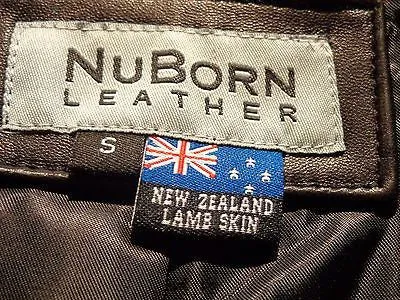 NUBORN
LEATHER
S
NEW ZEALAND
LAMB SKIN